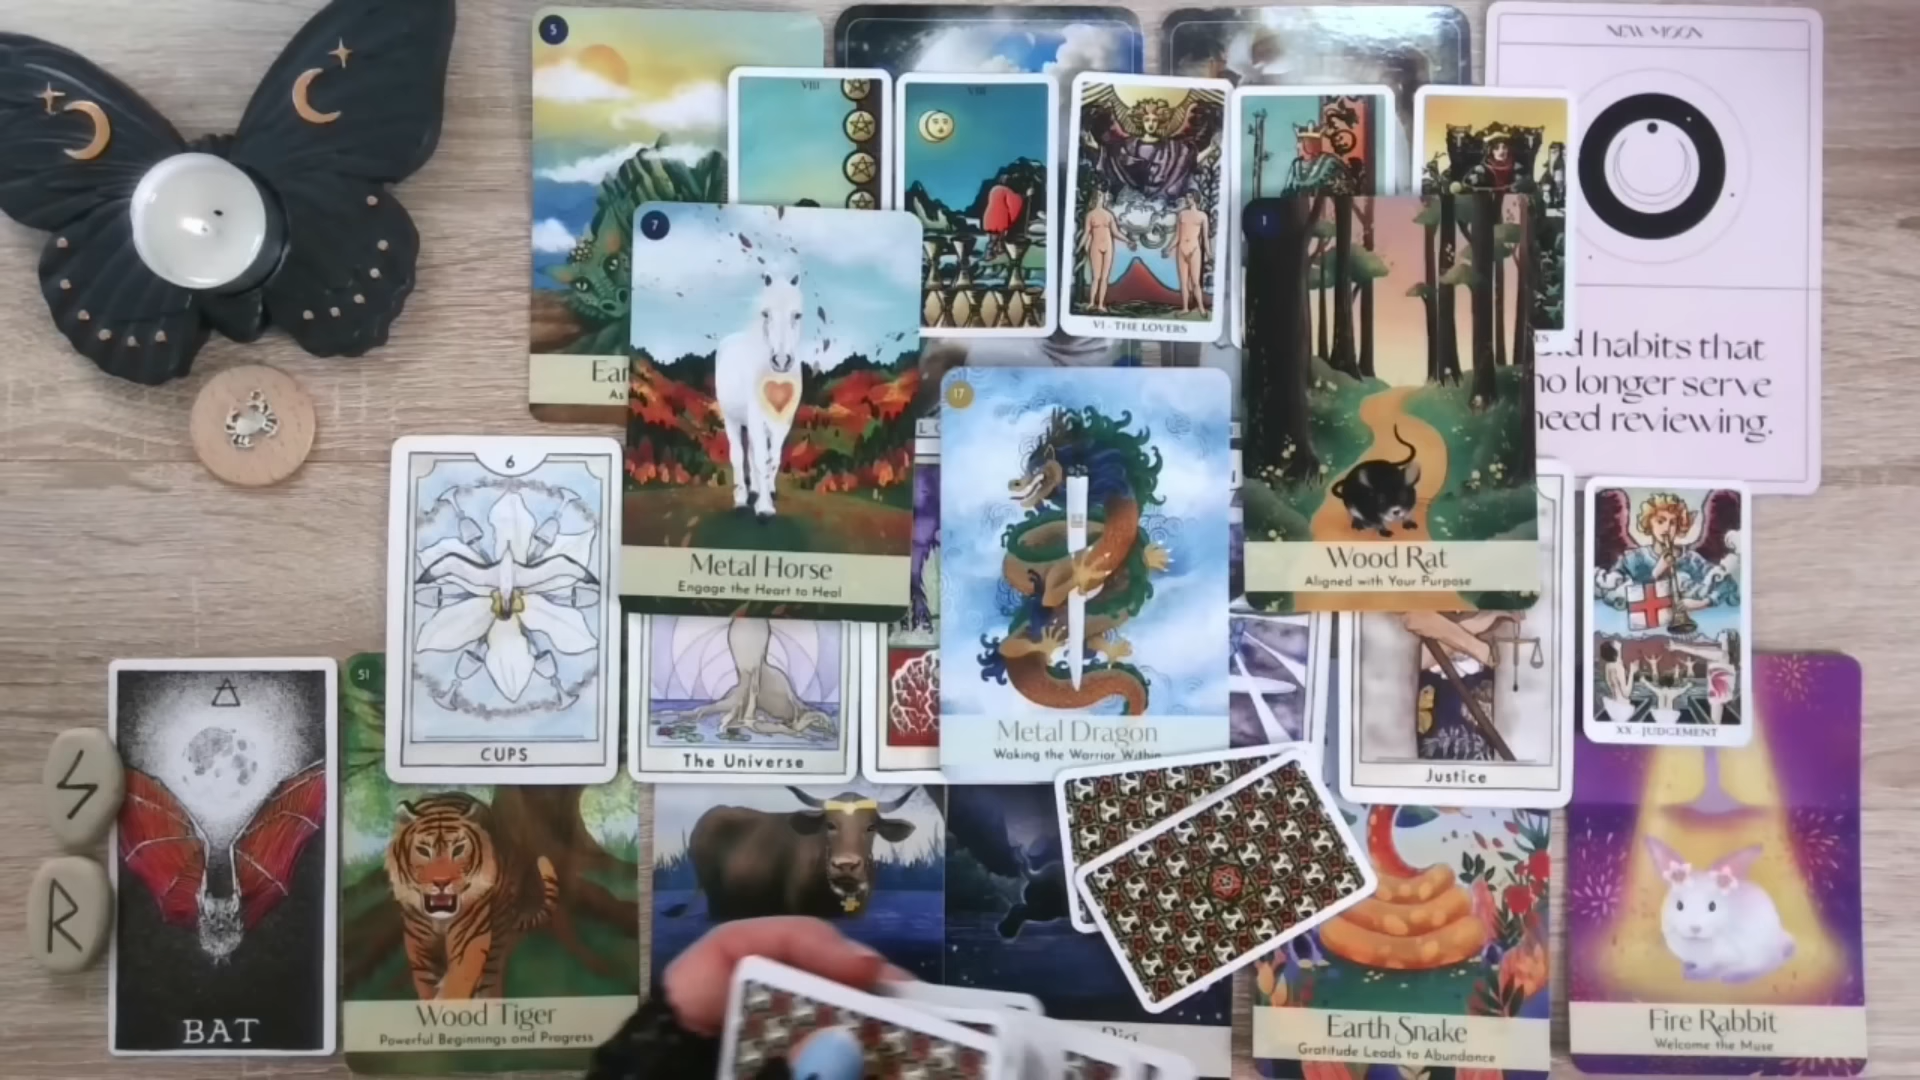 NEW MOON
5
VIII
VIII
VI - THE LOVERS
ES
habits that
no longer serve
need reviewing.
7
1
17
Ear
As
Metal Horse
Engage the Heart to Heal
Wood Rat
Aligned with Your Purpose
6
CUPS
The Universe
Metal Dragon
Waking the Warrior Within
Justice
XX - JUDGEMENT
51
BAT
Wood Tiger
Powerful Beginnings and Progress
Pig
Earth Snake
Gratitude Leads to Abundance
Fire Rabbit
Welcome the Muse